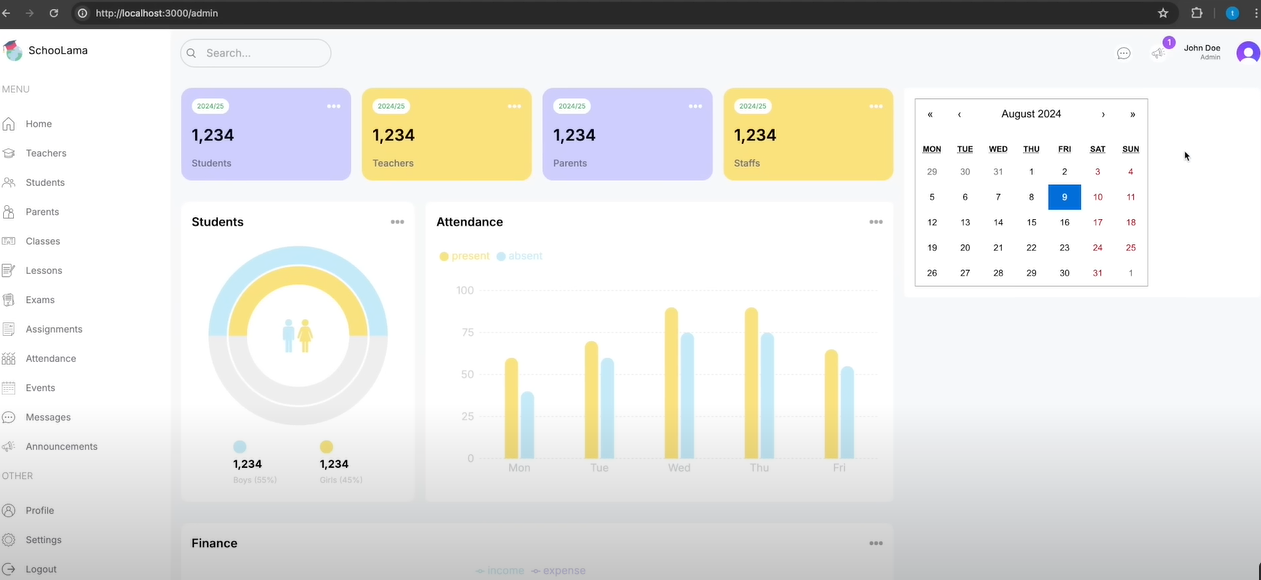 http://localhost:3000/admin
SchooLama
Search...
1
John Doe
Admin
MENU
Home
Teachers
Students
Parents
Classes
Lessons
Exams
Assignments
Attendance
Events
Messages
Announcements
OTHER
Profile
Settings
Logout
2024/25
1,234
Students
2024/25
1,234
Teachers
2024/25
1,234
Parents
2024/25
1,234
Staffs
Students
1,234
Boys (55%)
1,234
Girls (45%)
Attendance
present absent
100
75
50
25
0
Mon Tue Wed Thu Fri
Finance
income expense
« ‹ August 2024 › »
MON TUE WED THU FRI SAT SUN
29 30 31 1 2 3 4
5 6 7 8 9 10 11
12 13 14 15 16 17 18
19 20 21 22 23 24 25
26 27 28 29 30 31 1